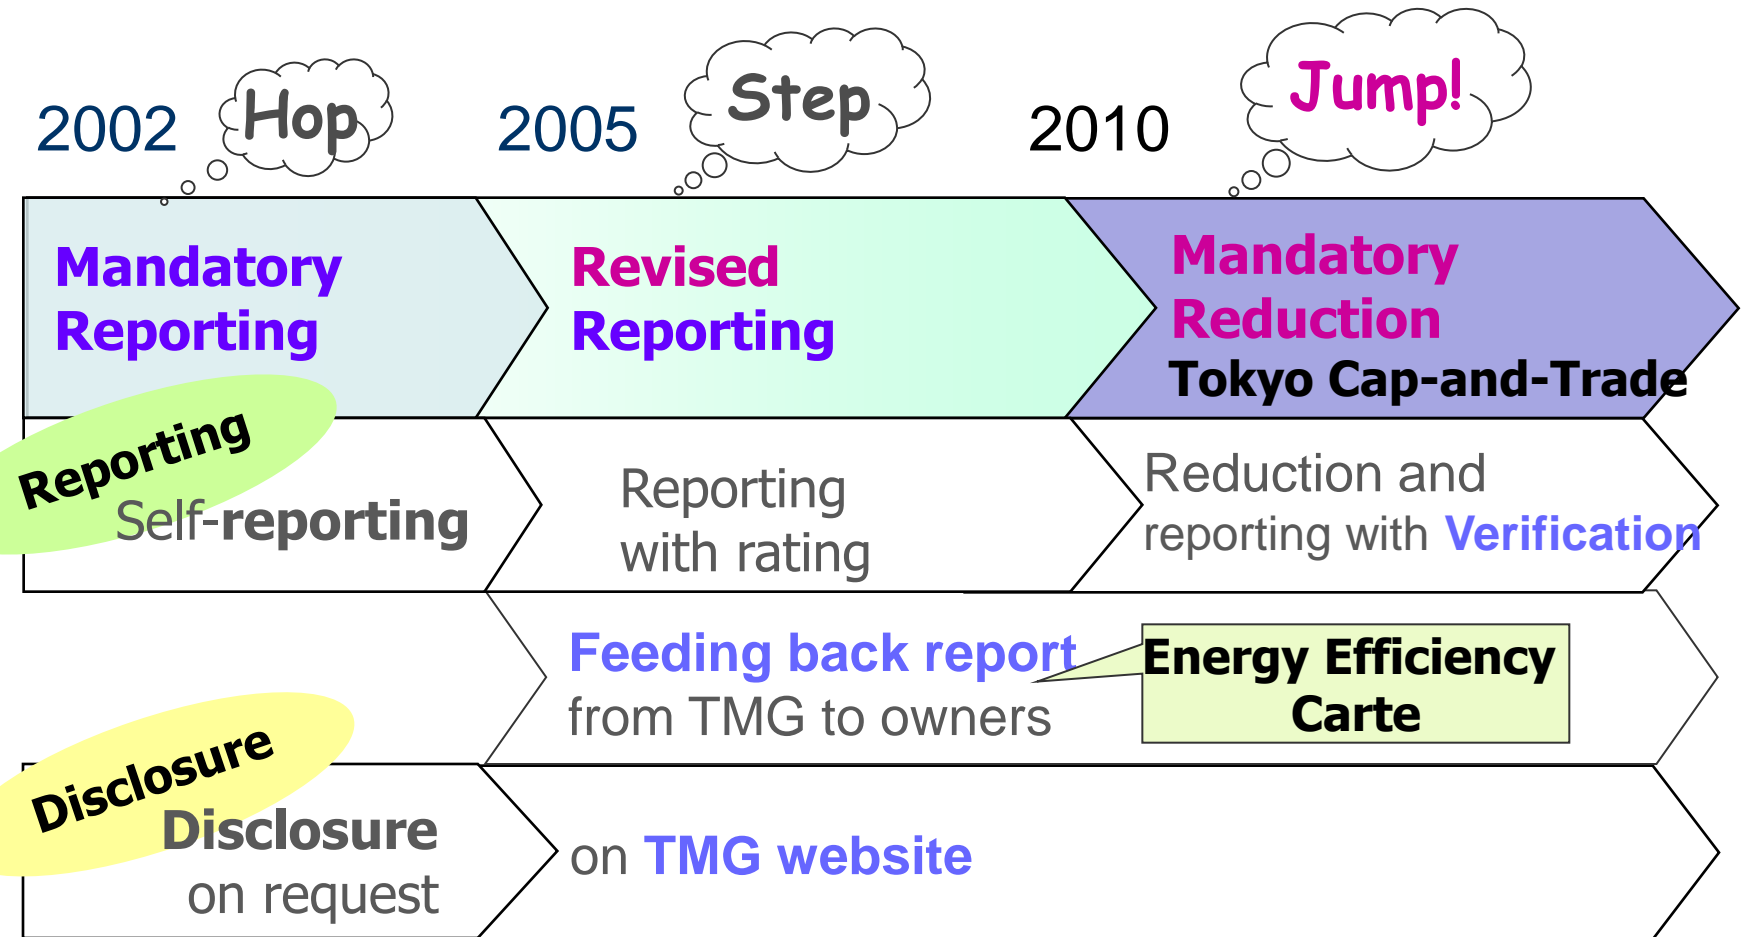 2002
Hop
2005
Step
2010
Jump!
Mandatory
Reporting
Revised
Reporting
Mandatory
Reduction
Tokyo Cap-and-Trade
Reporting
Self-reporting
Reporting
with rating
Reduction and
reporting with Verification
Feeding back report
from TMG to owners
Energy Efficiency
Carte
Disclosure
Disclosure
on request
on TMG website